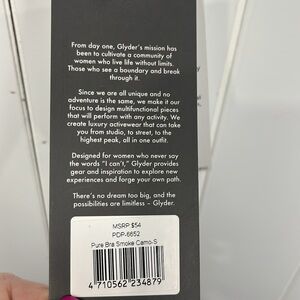 From day one, Glyder's mission has
been to cultivate a community of
women who live life without limits.
Those who see a boundary and break
through it.
Since we are all unique and no
adventure is the same, we make it our
focus to design multifunctional pieces
that will perform with any activity. We
create luxury activewear that can take
you from studio, to street, to the
highest peak, all in one outfit.
Designed for women who never say
the words "I can't," Glyder provides
gear and inspiration to explore new
experiences and forge your own path.
There's no dream too big, and the
possibilities are limitless – Glyder.
MSRP $54
PDP-6652
Pure Bra Smoke Camo-S
4 710562 234879